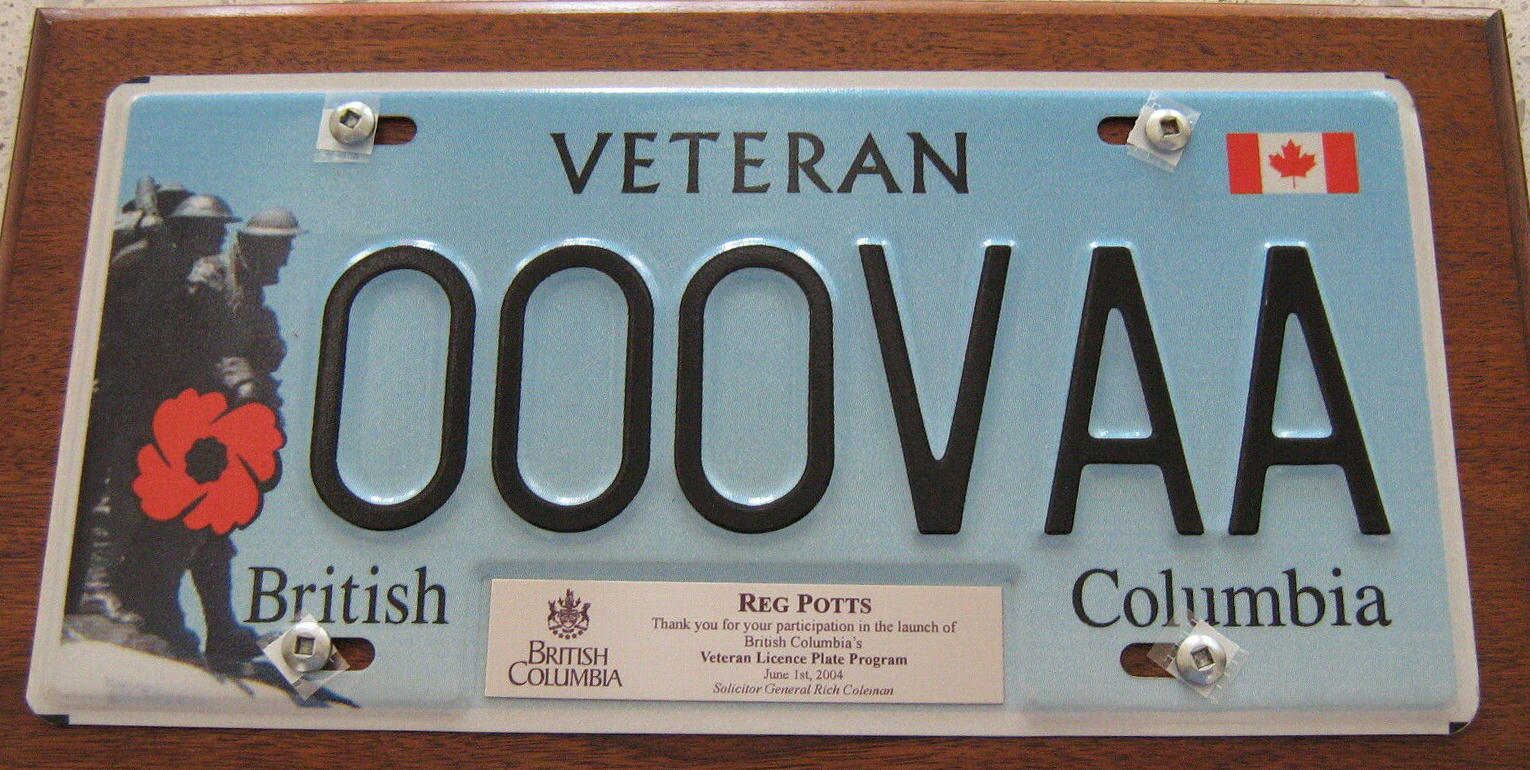 VETERAN
000VAA
British Columbia
BRITISH
COLUMBIA
REG POTTS
Thank you for your participation in the launch of
British Columbia's
Veteran Licence Plate Program
June 1st, 2004
Solicitor General Rich Coleman